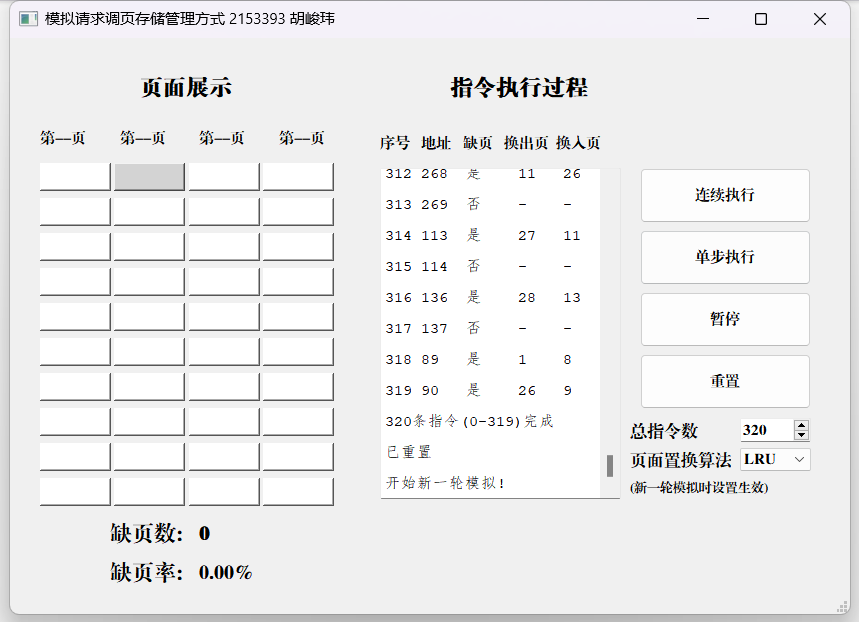 模拟请求调页存储管理方式 2153393 胡峻玮
页面展示
第--页 第--页 第--页 第--页
缺页数: 0
缺页率: 0.00%
指令执行过程
序号 地址 缺页 换出页 换入页
312 268 是 11 26
313 269 否 - -
314 113 是 27 11
315 114 否 - -
316 136 是 28 13
317 137 否 - -
318 89 是 1 8
319 90 是 26 9
320条指令(0-319)完成
已重置
开始新一轮模拟!
连续执行
单步执行
暂停
重置
总指令数 320
页面置换算法 LRU
(新一轮模拟时设置生效)